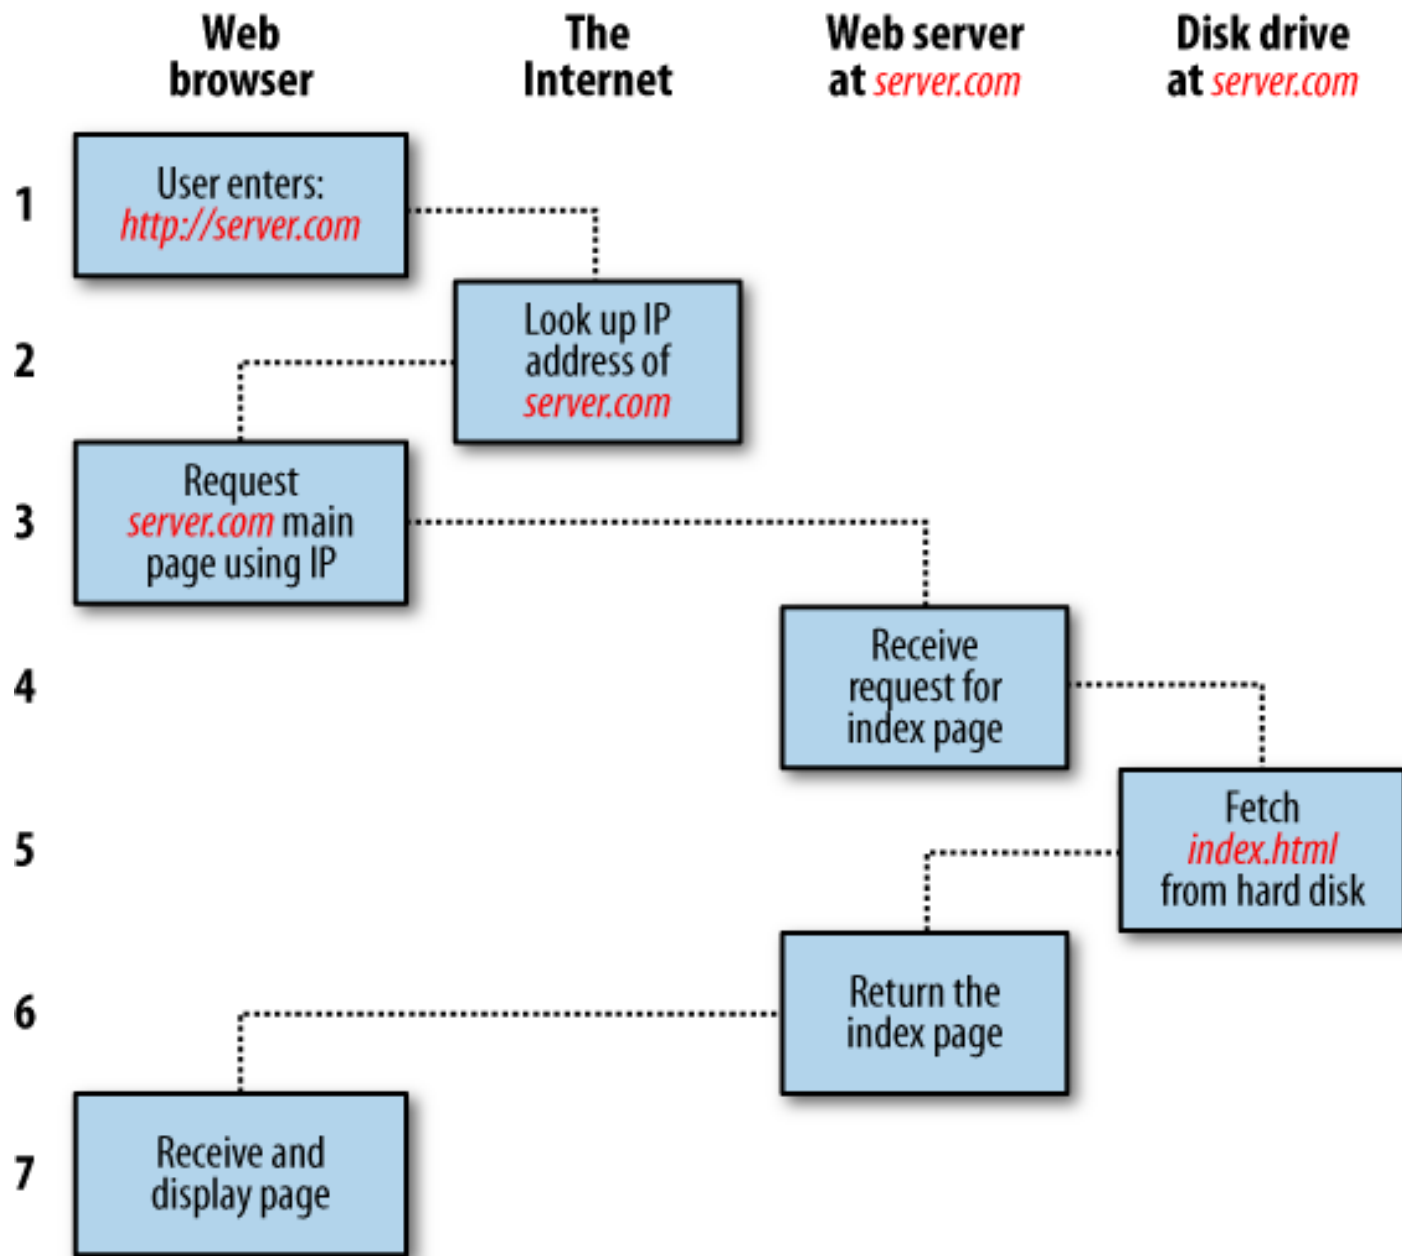 Web
browser
The
Internet
Web server
at server.com
Disk drive
at server.com
1
User enters:
http://server.com
2
Look up IP
address of
server.com
3
Request
server.com main
page using IP
4
Receive
request for
index page
5
Fetch
index.html
from hard disk
6
Return the
index page
7
Receive and
display page